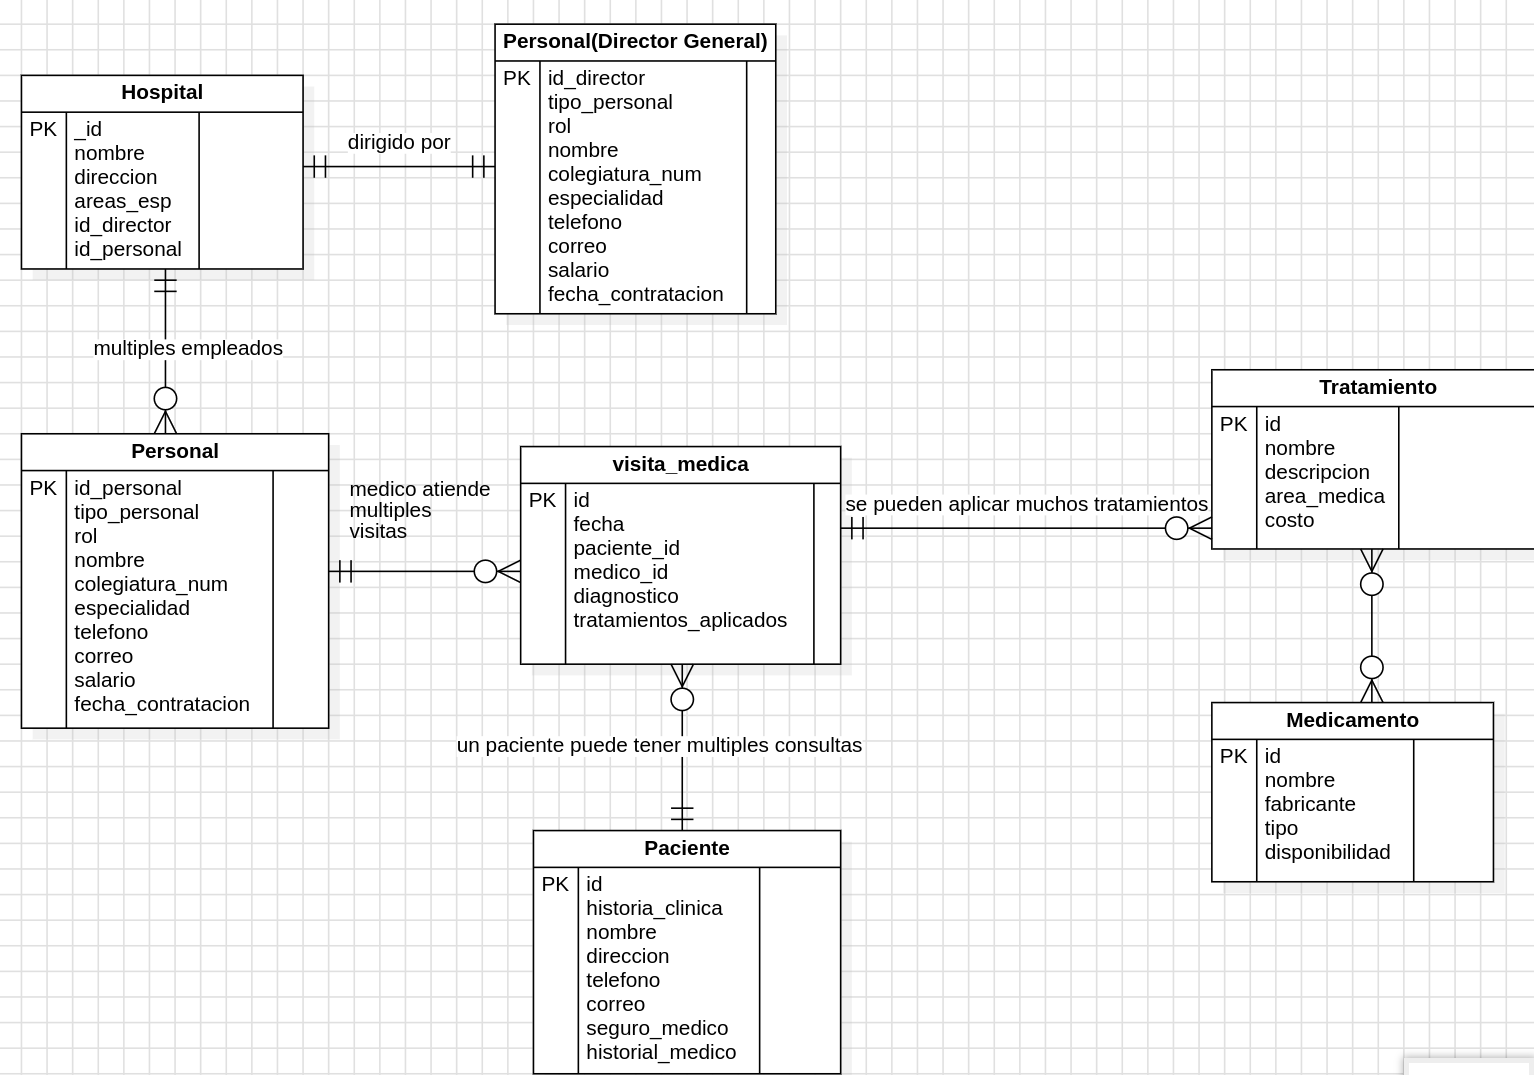 Personal(Director General)
PK id_director
tipo_personal
rol
nombre
colegiatura_num
especialidad
telefono
correo
salario
fecha_contratacion
Hospital
PK _id
nombre
direccion
areas_esp
id_director
id_personal
dirigido por
multiples empleados
Personal
PK id_personal
tipo_personal
rol
nombre
colegiatura_num
especialidad
telefono
correo
salario
fecha_contratacion
medico atiende
multiples
visitas
visita_medica
PK id
fecha
paciente_id
medico_id
diagnostico
tratamientos_aplicados
se pueden aplicar muchos tratamientos
Tratamiento
PK id
nombre
descripcion
area_medica
costo
un paciente puede tener multiples consultas
Medicamento
PK id
nombre
fabricante
tipo
disponibilidad
Paciente
PK id
historia_clinica
nombre
direccion
telefono
correo
seguro_medico
historial_medico